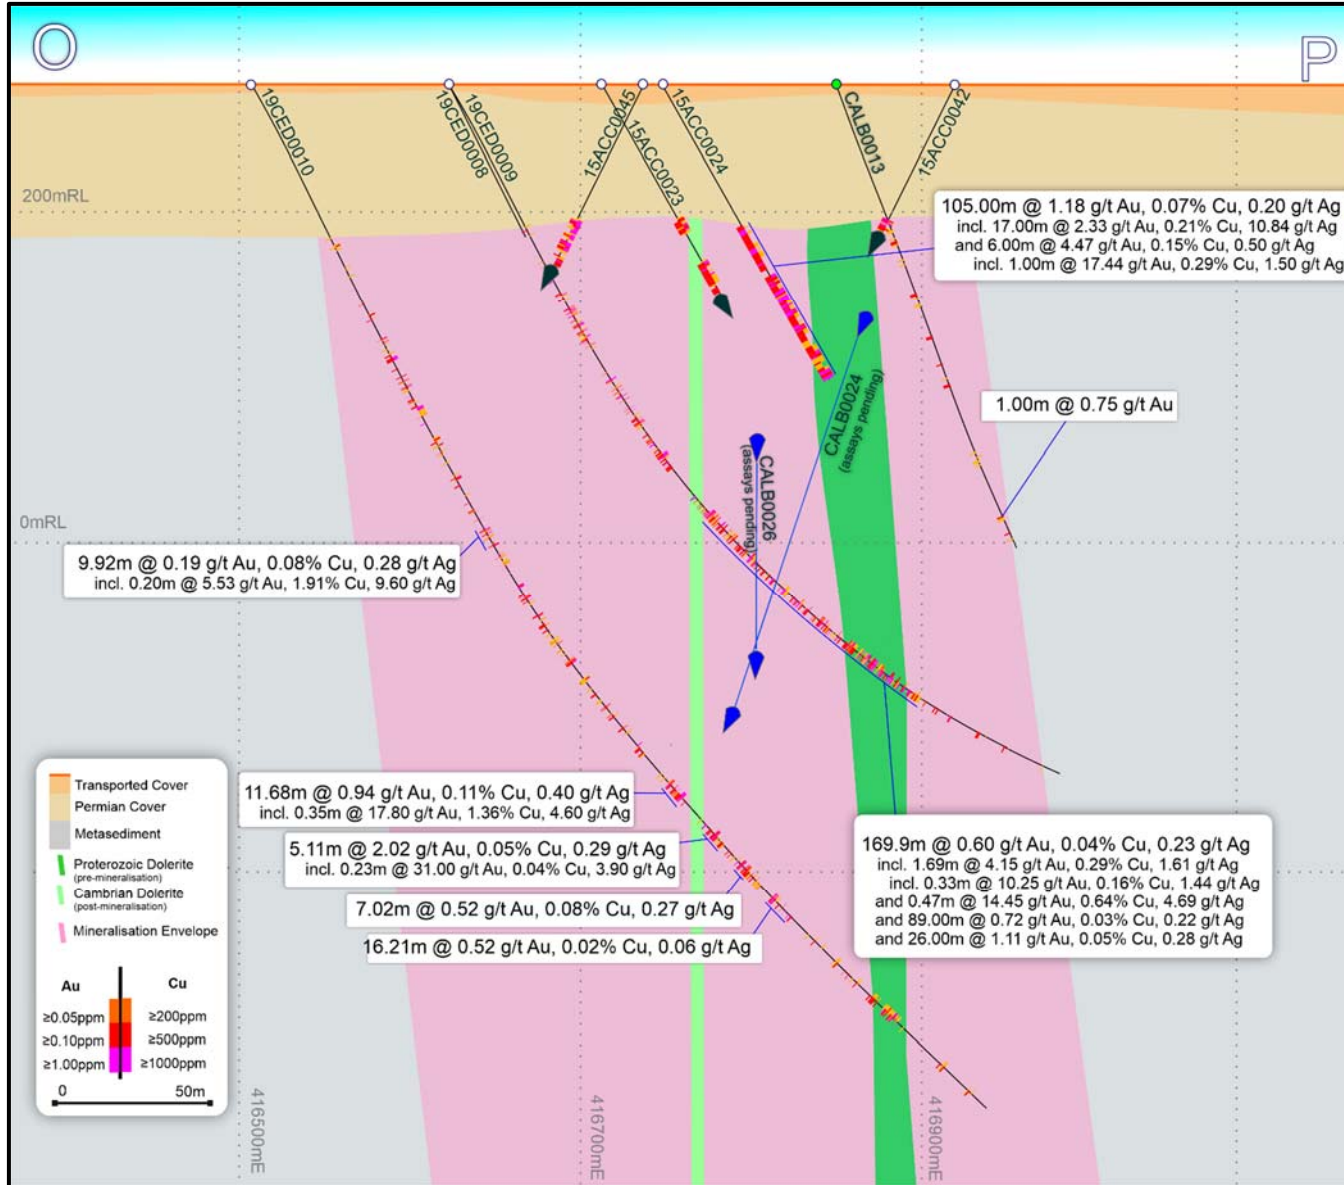 O
P
19CED0010
19CED0008
19CED0009
15ACC0045
15ACC0023
15ACC0024
CALB0013
15ACC0042
200mRL
105.00m @ 1.18 g/t Au, 0.07% Cu, 0.20 g/t Ag
incl. 17.00m @ 2.33 g/t Au, 0.21% Cu, 10.84 g/t Ag
and 6.00m @ 4.47 g/t Au, 0.15% Cu, 0.50 g/t Ag
incl. 1.00m @ 17.44 g/t Au, 0.29% Cu, 1.50 g/t Ag
1.00m @ 0.75 g/t Au
CALB0024
(assays pending)
CALB0026
(assays pending)
0mRL
9.92m @ 0.19 g/t Au, 0.08% Cu, 0.28 g/t Ag
incl. 0.20m @ 5.53 g/t Au, 1.91% Cu, 9.60 g/t Ag
11.68m @ 0.94 g/t Au, 0.11% Cu, 0.40 g/t Ag
incl. 0.35m @ 17.80 g/t Au, 1.36% Cu, 4.60 g/t Ag
5.11m @ 2.02 g/t Au, 0.05% Cu, 0.29 g/t Ag
incl. 0.23m @ 31.00 g/t Au, 0.04% Cu, 3.90 g/t Ag
7.02m @ 0.52 g/t Au, 0.08% Cu, 0.27 g/t Ag
16.21m @ 0.52 g/t Au, 0.02% Cu, 0.06 g/t Ag
169.9m @ 0.60 g/t Au, 0.04% Cu, 0.23 g/t Ag
incl. 1.69m @ 4.15 g/t Au, 0.29% Cu, 1.61 g/t Ag
incl. 0.33m @ 10.25 g/t Au, 0.16% Cu, 1.44 g/t Ag
and 0.47m @ 14.45 g/t Au, 0.64% Cu, 4.69 g/t Ag
and 89.00m @ 0.72 g/t Au, 0.03% Cu, 0.22 g/t Ag
and 26.00m @ 1.11 g/t Au, 0.05% Cu, 0.28 g/t Ag
Transported Cover
Permian Cover
Metasediment
Proterozoic Dolerite
(pre-mineralisation)
Cambrian Dolerite
(post-mineralisation)
Mineralisation Envelope
Au Cu
≥0.05ppm ≥200ppm
≥0.10ppm ≥500ppm
≥1.00ppm ≥1000ppm
0 50m
416500mE
416700mE
416900mE